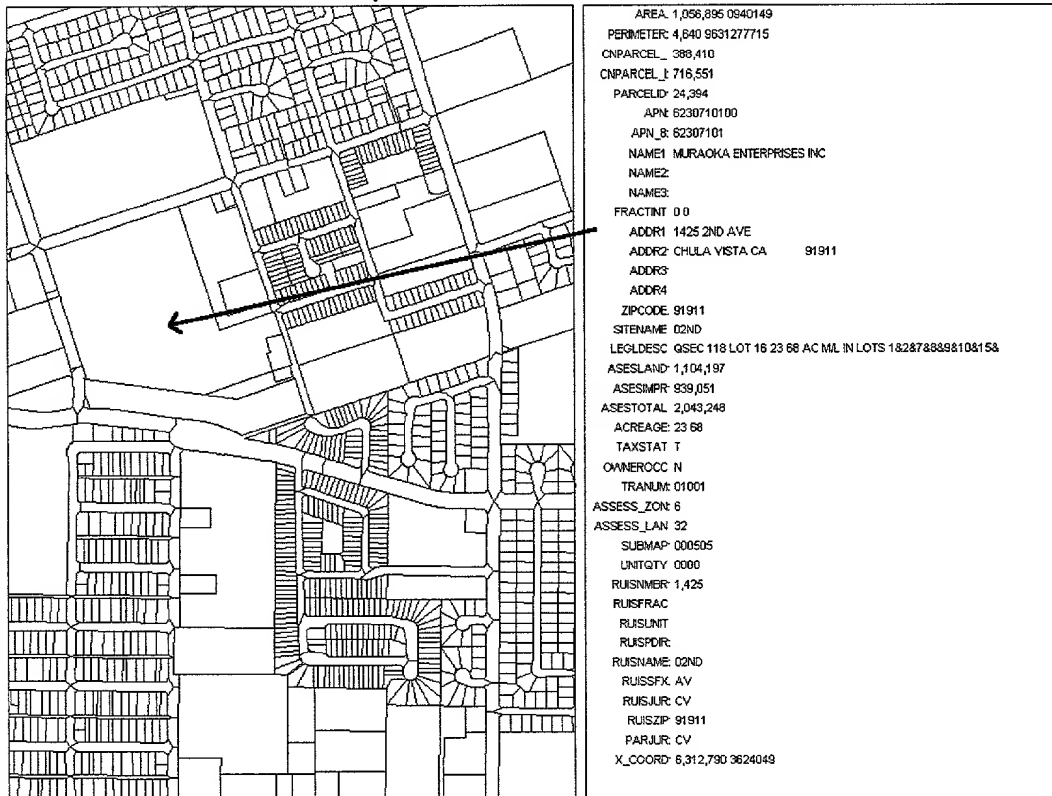 AREA: 1,056,895 0940149
PERIMETER: 4,640 9631277715
CNPARCEL_ 388,410
CNPARCEL_I: 716,551
PARCELID: 24,394
APN: 6230710100
APN_8: 62307101
NAME1 MURAOKA ENTERPRISES INC
NAME2:
NAME3:
FRACTINT 0 0
ADDR1 1425 2ND AVE
ADDR2: CHULA VISTA CA 91911
ADDR3:
ADDR4
ZIPCODE: 91911
SITENAME 02ND
LEGLDESC QSEC 118 LOT 16 23 68 AC M/L IN LOTS 1&2&7&8&9&10&15&
ASESLAND: 1,104,197
ASESIMPR: 939,051
ASESTOTAL 2,043,248
ACREAGE: 23 68
TAXSTAT T
OWNEROCC N
TRANUM: 01001
ASSESS_ZON: 6
ASSESS_LAN 32
SUBMAP: 000505
UNITQTY 0000
RUISNMBR: 1,425
RUISFRAC
RUISUNIT
RUISPDIR:
RUISNAME: 02ND
RUISSFX: AV
RUISJUR: CV
RUISZIP 91911
PARJUR: CV
X_COORD: 6,312,790 3624049